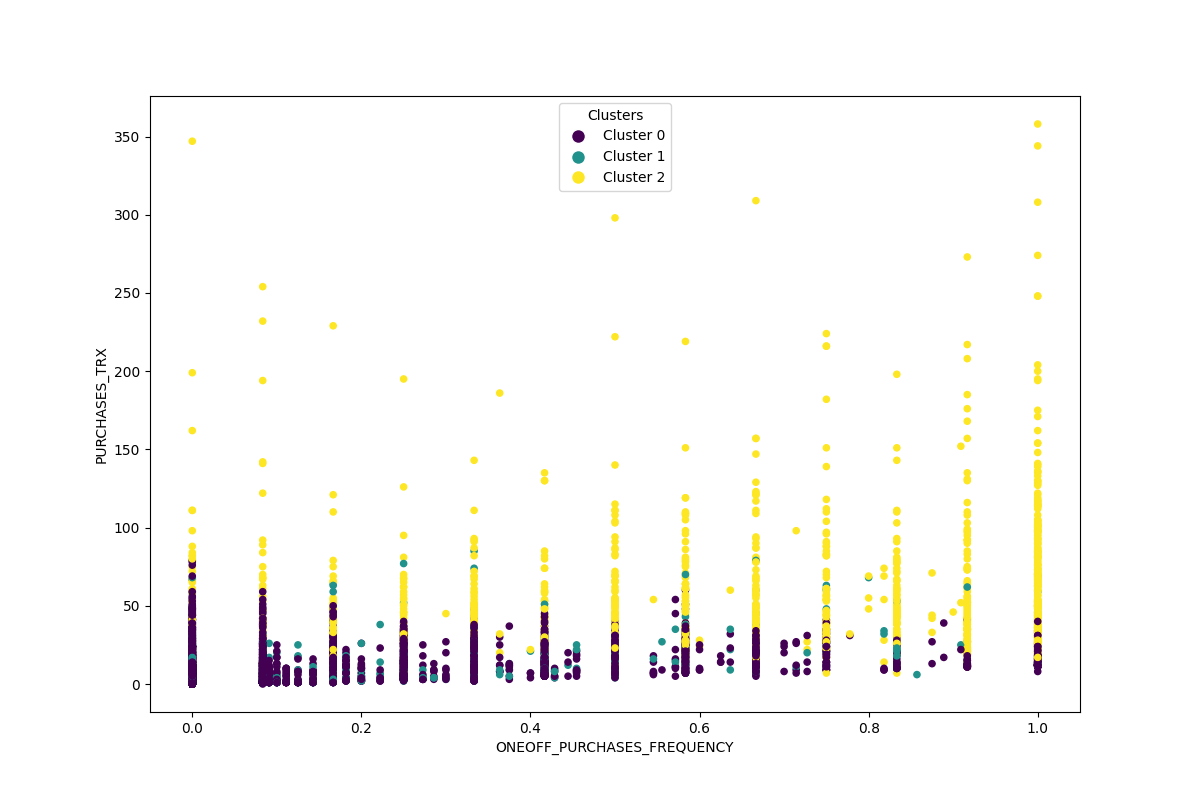 Clusters
Cluster 0
Cluster 1
Cluster 2
350
300
250
200
150
100
50
0
PURCHASES_TRX
0.0 0.2 0.4 0.6 0.8 1.0
ONEOFF_PURCHASES_FREQUENCY